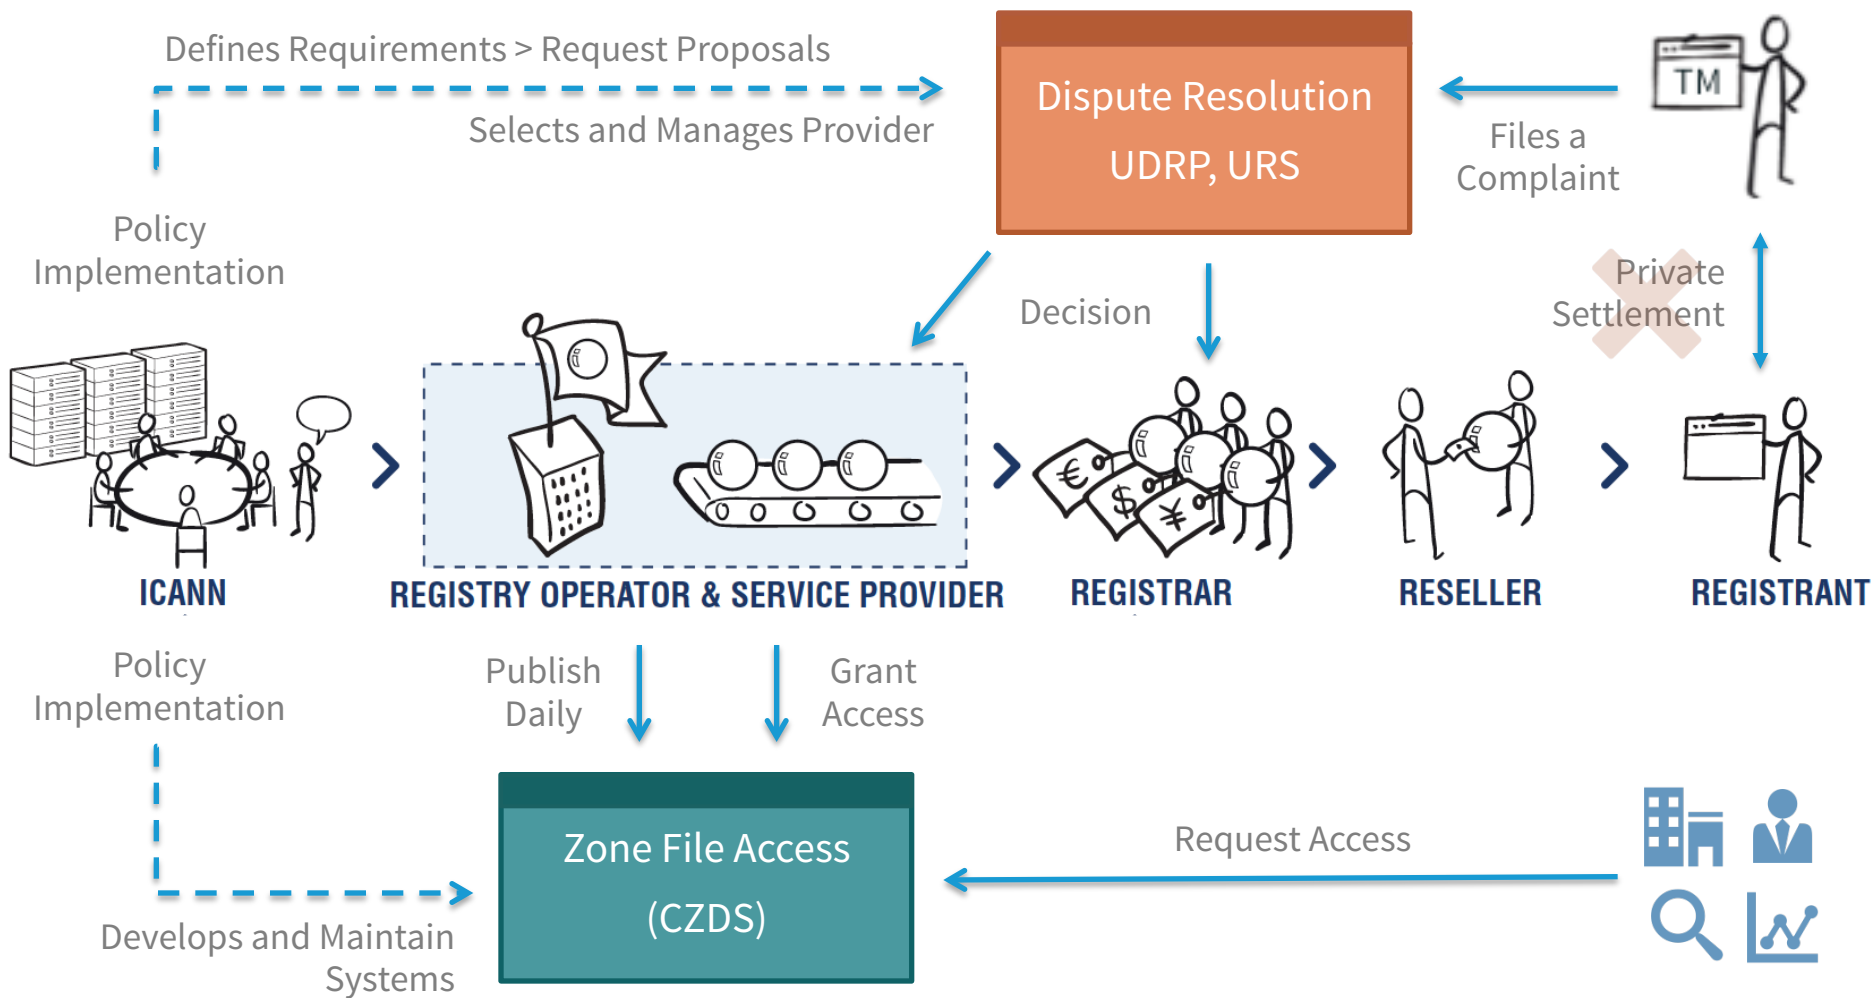 Defines Requirements > Request Proposals
Selects and Manages Provider
Dispute Resolution
UDRP, URS
TM
Files a
Complaint
Policy
Implementation
Decision
Private
Settlement
€
$
¥
ICANN
REGISTRY OPERATOR & SERVICE PROVIDER
REGISTRAR
RESELLER
REGISTRANT
Policy
Implementation
Publish
Daily
Grant
Access
Zone File Access
(CZDS)
Request Access
Develops and Maintain
Systems